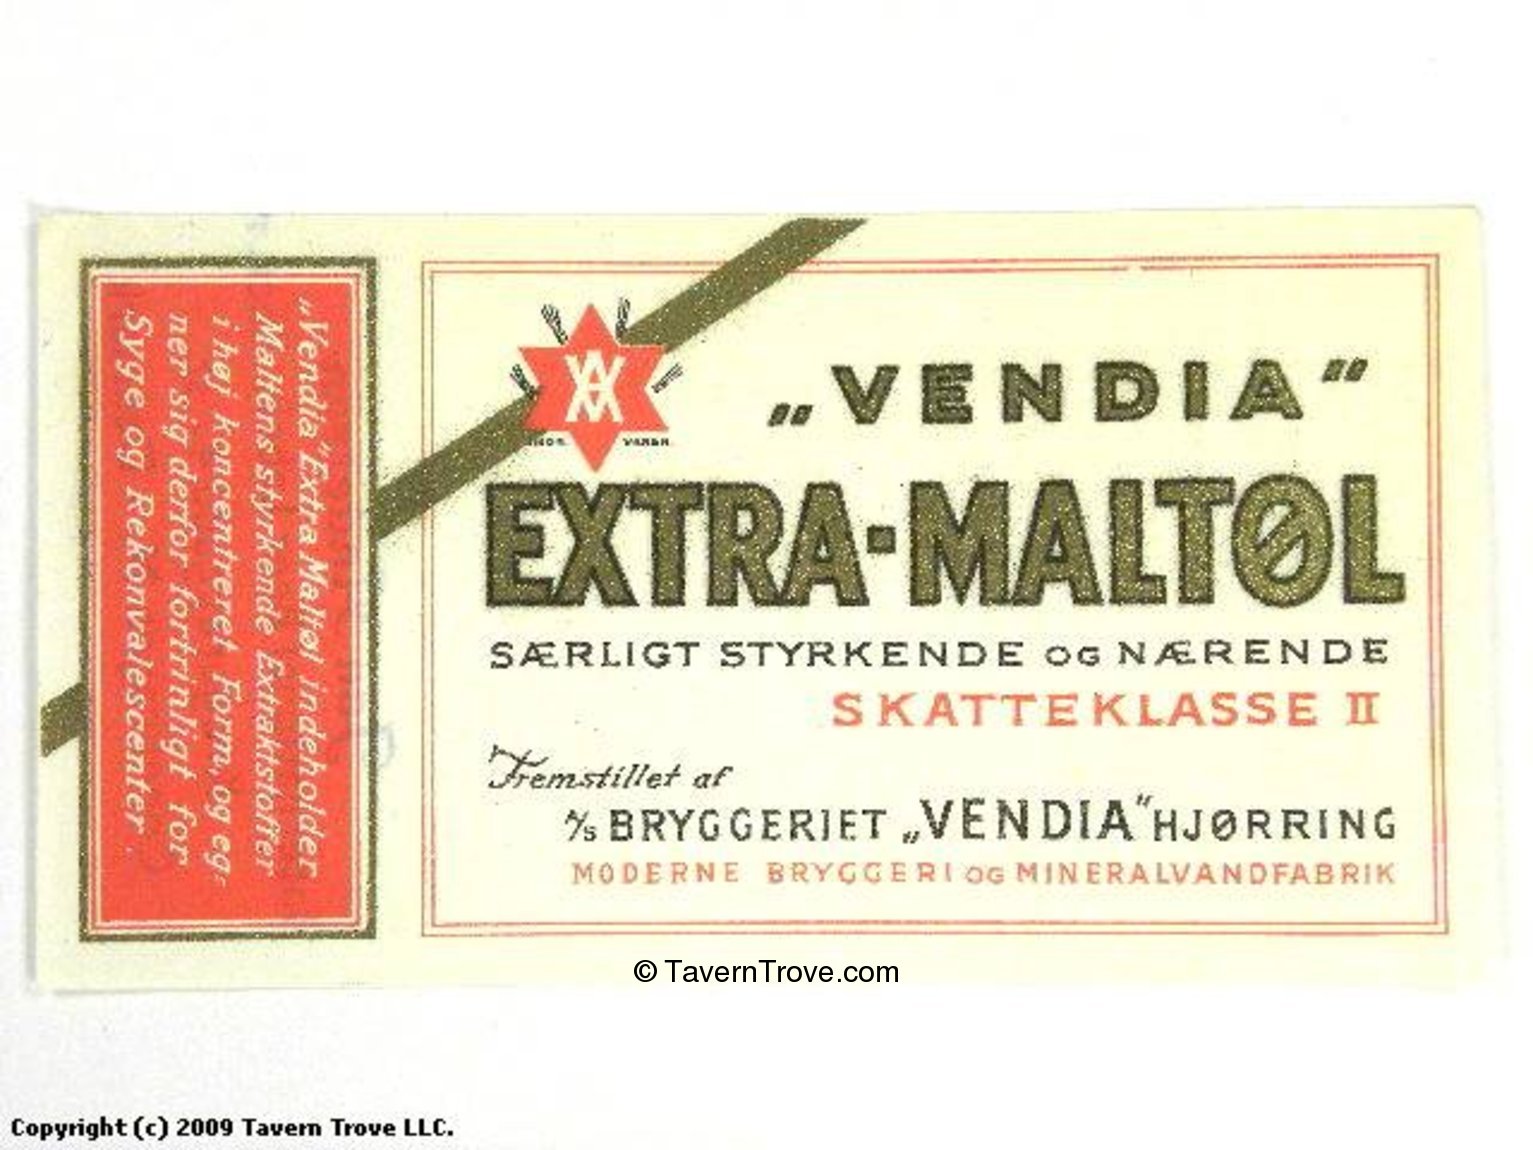 „Vendia" Extra Maltøl indeholder
Maltens styrkende Extraktstoffer
i høj koncentreret Form, og eg-
ner sig derfor fortrinligt for
Syge og Rekonvalescenter.
VAREM.
„VENDIA“
EXTRA-MALTØL
SÆRLIGT STYRKENDE OG NÆRENDE
SKATTEKLASSE II
Fremstillet af
A/S BRYGGERIET „VENDIA" HJØRRING
MODERNE BRYGGERI OG MINERALVANDFABRIK
© TavernTrove.com
Copyright (c) 2009 Tavern Trove LLC.